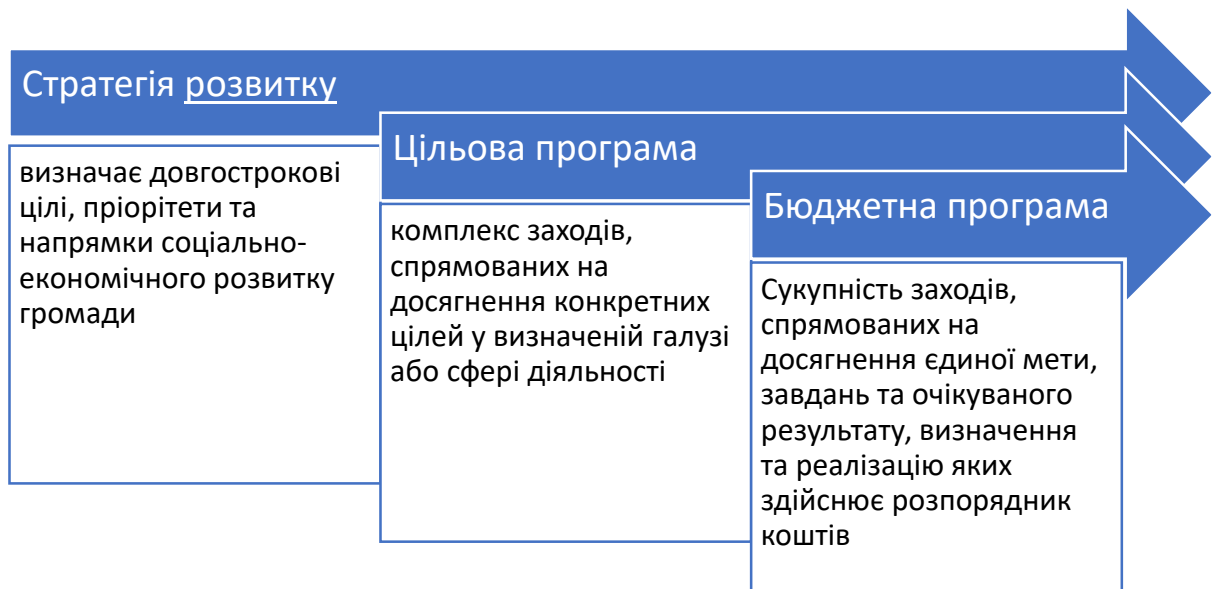 Стратегія розвитку
визначає довгострокові
цілі, пріорітети та
напрямки соціально-
економічного розвитку
громади
Цільова програма
комплекс заходів,
спрямованих на
досягнення конкретних
цілей у визначеній галузі
або сфері діяльності
Бюджетна програма
Сукупність заходів,
спрямованих на
досягнення єдиної мети,
завдань та очікуваного
результату, визначення
та реалізацію яких
здійснює розпорядник
коштів